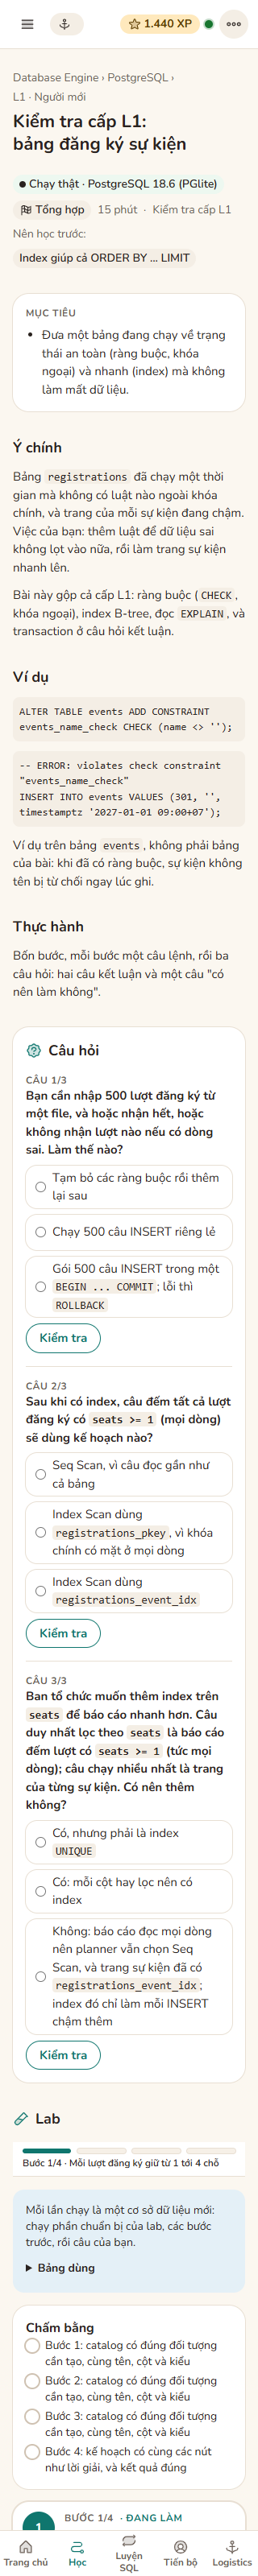 1.440 XP
Database Engine › PostgreSQL ›
L1 · Người mới
Kiểm tra cấp L1:
bảng đăng ký sự kiện
Chạy thật · PostgreSQL 18.6 (PGlite)
Tổng hợp 15 phút · Kiểm tra cấp L1
Nên học trước:
Index giúp cả ORDER BY ... LIMIT
MỤC TIÊU
• Đưa một bảng đang chạy về trạng
thái an toàn (ràng buộc, khóa
ngoại) và nhanh (index) mà không
làm mất dữ liệu.
Ý chính
Bảng registrations đã chạy một thời
gian mà không có luật nào ngoài khóa
chính, và trang của mỗi sự kiện đang chậm.
Việc của bạn: thêm luật để dữ liệu sai
không lọt vào nữa, rồi làm trang sự kiện
nhanh lên.
Bài này gộp cả cấp L1: ràng buộc ( CHECK ,
khóa ngoại), index B-tree, đọc EXPLAIN , và
transaction ở câu hỏi kết luận.
Ví dụ
ALTER TABLE events ADD CONSTRAINT
events_name_check CHECK (name <> '');
-- ERROR: violates check constraint
"events_name_check"
INSERT INTO events VALUES (301, '',
timestamptz '2027-01-01 09:00+07');
Ví dụ trên bảng events , không phải bảng
của bài: khi đã có ràng buộc, sự kiện không
tên bị từ chối ngay lúc ghi.
Thực hành
Bốn bước, mỗi bước một câu lệnh, rồi ba
câu hỏi: hai câu kết luận và một câu "có
nên làm không".
Câu hỏi
CÂU 1/3
Bạn cần nhập 500 lượt đăng ký từ
một file, và hoặc nhận hết, hoặc
không nhận lượt nào nếu có dòng
sai. Làm thế nào?
Tạm bỏ các ràng buộc rồi thêm
lại sau
Chạy 500 câu INSERT riêng lẻ
Gói 500 câu INSERT trong một
BEGIN ... COMMIT ; lỗi thì
ROLLBACK
Kiểm tra
CÂU 2/3
Sau khi có index, câu đếm tất cả lượt
đăng ký có seats >= 1 (mọi dòng)
sẽ dùng kế hoạch nào?
Seq Scan, vì câu đọc gần như
cả bảng
Index Scan dùng
registrations_pkey , vì khóa
chính có mặt ở mọi dòng
Index Scan dùng
registrations_event_idx
Kiểm tra
CÂU 3/3
Ban tổ chức muốn thêm index trên
seats để báo cáo nhanh hơn. Câu
duy nhất lọc theo seats là báo cáo
đếm lượt có seats >= 1 (tức mọi
dòng); câu chạy nhiều nhất là trang
của từng sự kiện. Có nên thêm
không?
Có, nhưng phải là index
UNIQUE
Có: mỗi cột hay lọc nên có
index
Không: báo cáo đọc mọi dòng
nên planner vẫn chọn Seq
Scan, và trang sự kiện đã có
registrations_event_idx ;
index đó chỉ làm mỗi INSERT
chậm thêm
Kiểm tra
Lab
Bước 1/4 · Mỗi lượt đăng ký giữ từ 1 tới 4 chỗ
Mỗi lần chạy là một cơ sở dữ liệu mới:
chạy phần chuẩn bị của lab, các bước
trước, rồi câu của bạn.
Bảng dùng
Chấm bằng
Bước 1: catalog có đúng đối tượng
cần tạo, cùng tên, cột và kiểu
Bước 2: catalog có đúng đối tượng
cần tạo, cùng tên, cột và kiểu
Bước 3: catalog có đúng đối tượng
cần tạo, cùng tên, cột và kiểu
Bước 4: kế hoạch có cùng các nút
như lời giải, và kết quả đúng
1 BƯỚC 1/4 · ĐANG LÀM
Trang chủ Học Luyện SQL Tiến bộ Logistics